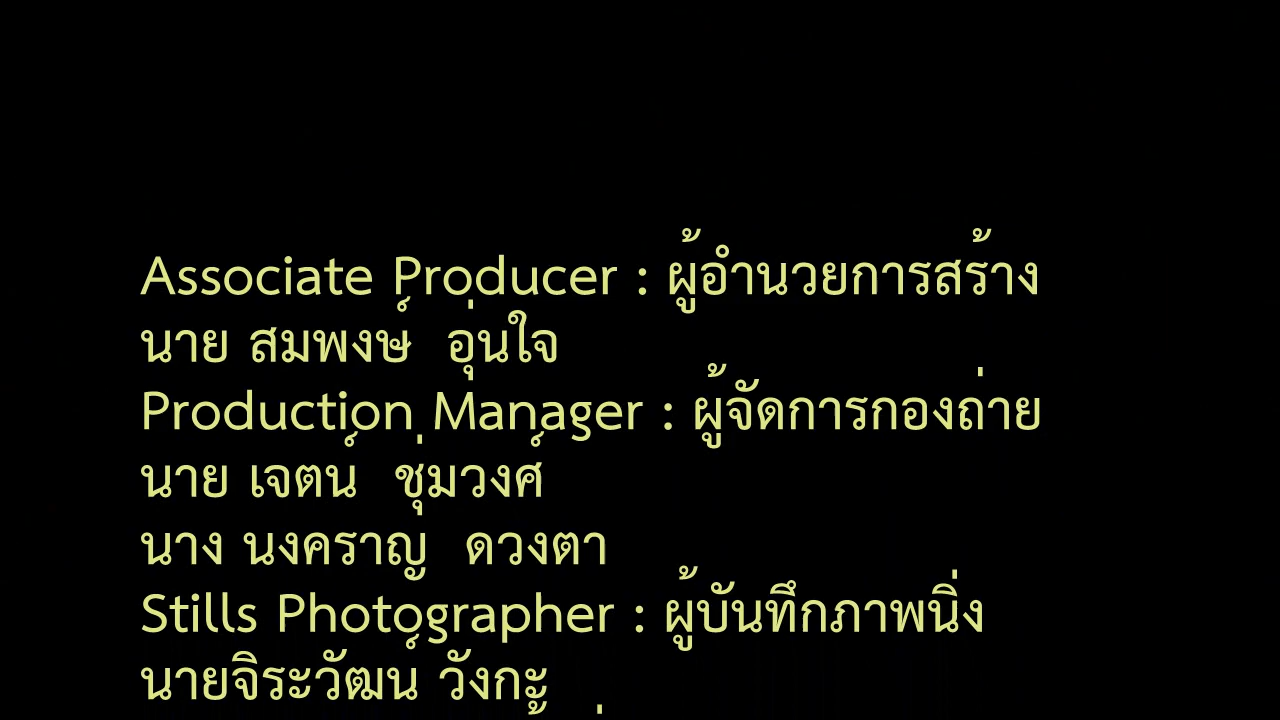 Associate Producer : ผู้อำนวยการสร้าง
นาย สมพงษ์  อุ่นใจ
Production Manager : ผู้จัดการกองถ่าย
นาย เจตน์  ชุ่มวงศ์
นาง นงคราญ  ดวงตา
Stills Photographer : ผู้บันทึกภาพนิ่ง
นายจิระวัฒน์ วังกะ